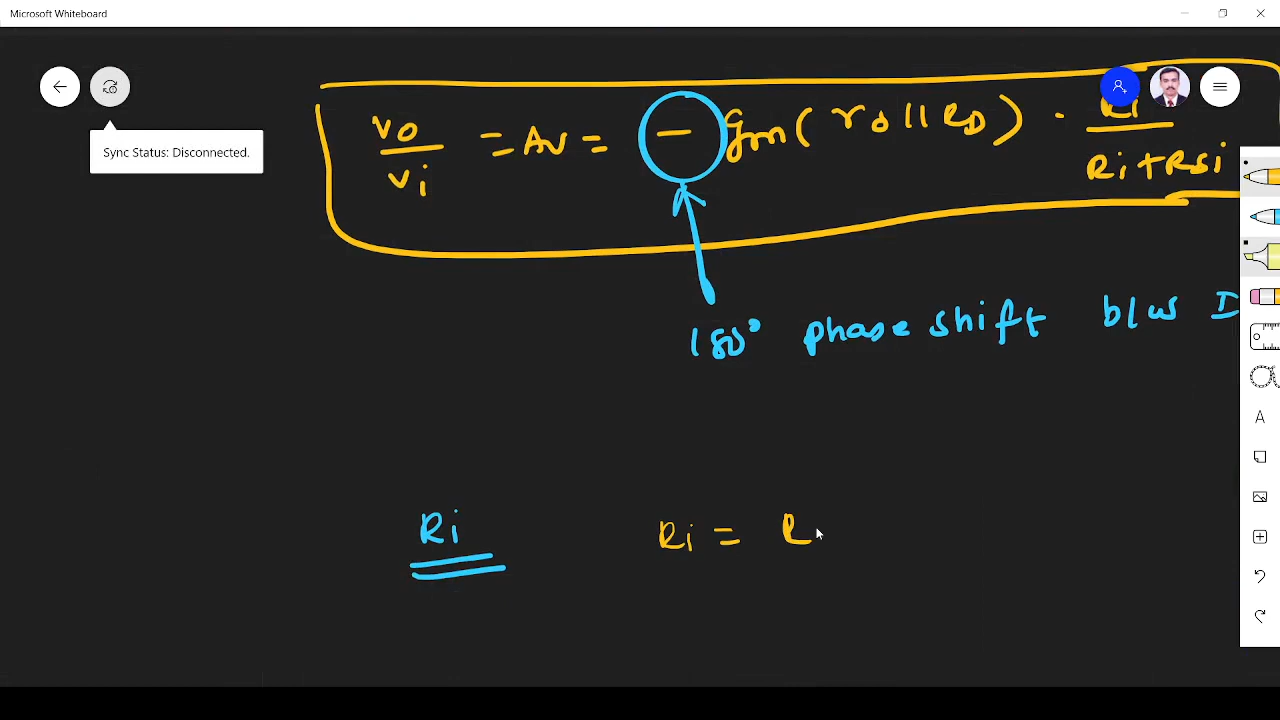 Microsoft Whiteboard
Sync Status: Disconnected.
vo/vi = Av = - gm(ro||RD) · Ri/(Ri+RSi)
180° phase shift b/w I
Ri
Ri = R
A